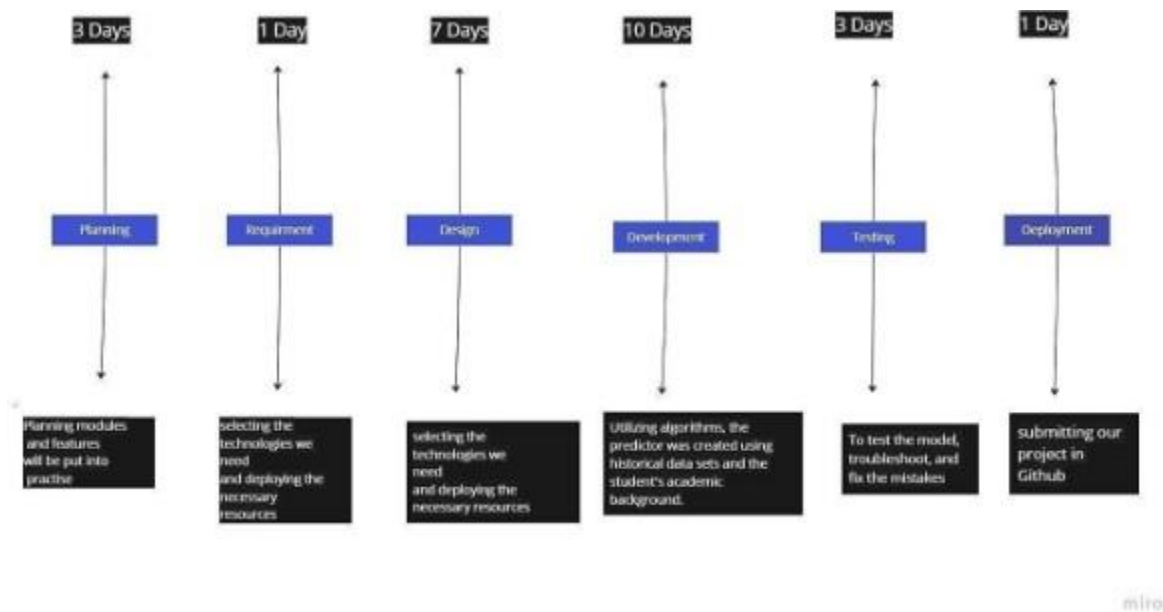 3 Days
1 Day
7 Days
10 Days
3 Days
1 Day
Planning
Requirment
Design
Development
Testing
Deployment
Planning modules
and features
will be put into
practise
selecting the
technologies we
need
and deploying the
necessary
resources
selecting the
technologies we
need
and deploying the
necessary resources
Utilizing algorithms, the
predictor was created using
historical data sets and the
student's academic
background.
To test the model,
troubleshoot, and
fix the mistakes
submitting our
project in
Github
miro